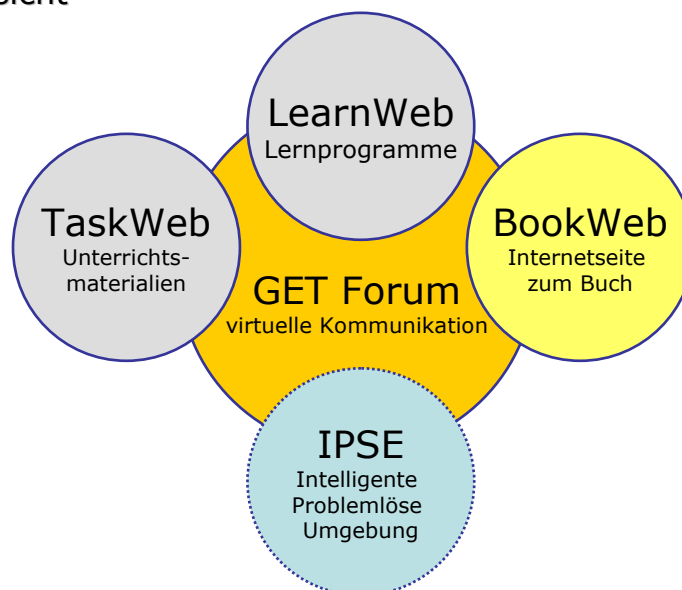 LearnWeb
Lernprogramme
TaskWeb
Unterrichts-
materialien
BookWeb
Internetseite
zum Buch
GET Forum
virtuelle Kommunikation
IPSE
Intelligente
Problemlöse
Umgebung